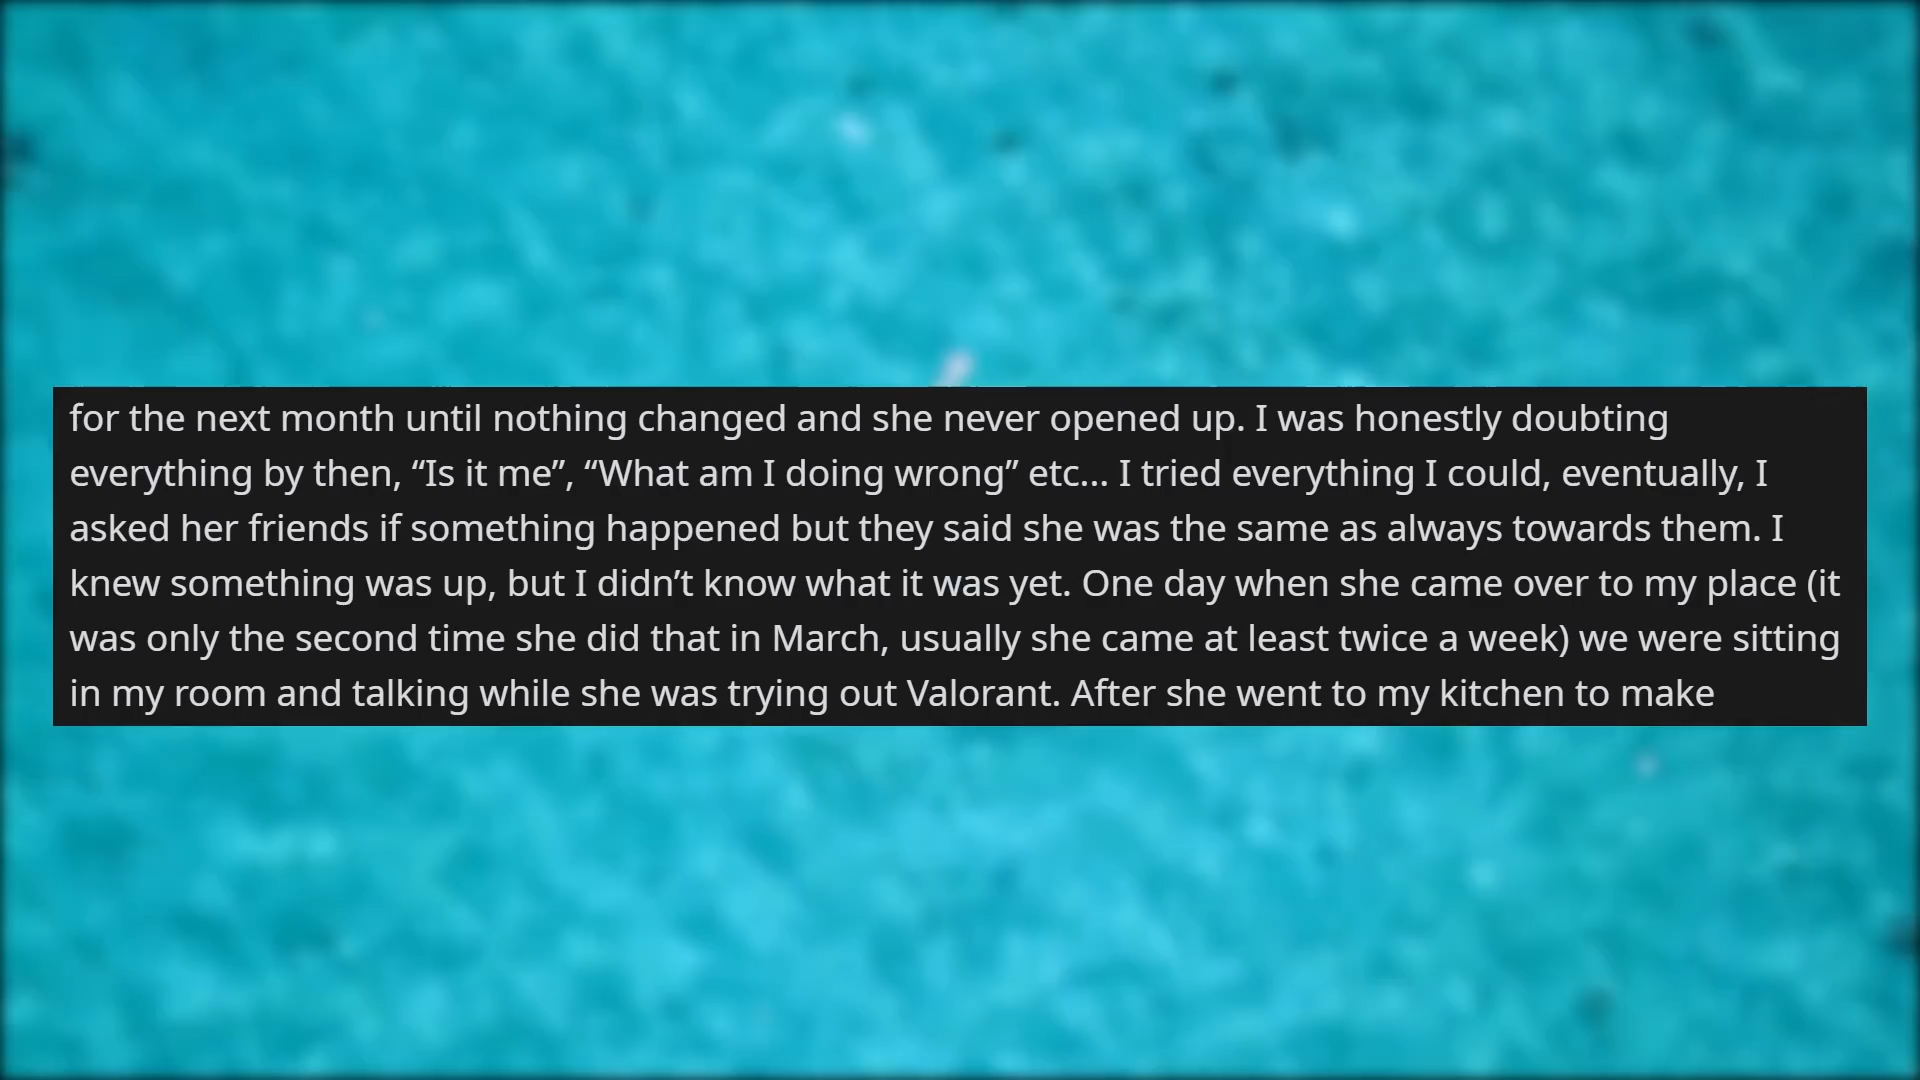 for the next month until nothing changed and she never opened up. I was honestly doubting
everything by then, “Is it me”, “What am I doing wrong” etc... I tried everything I could, eventually, I
asked her friends if something happened but they said she was the same as always towards them. I
knew something was up, but I didn’t know what it was yet. One day when she came over to my place (it
was only the second time she did that in March, usually she came at least twice a week) we were sitting
in my room and talking while she was trying out Valorant. After she went to my kitchen to make